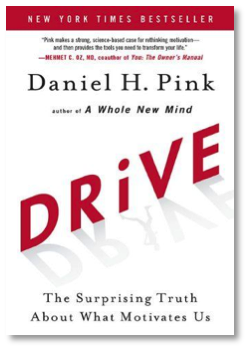 NEW YORK TIMES BESTSELLER
"Pink makes a strong, science-based case for rethinking motivation—
and then provides the tools you need to transform your life."
—MEHMET C. OZ, MD, coauthor of You: The Owner's Manual
Daniel H. Pink
author of A Whole New Mind
DRiVE
The Surprising Truth
About What Motivates Us